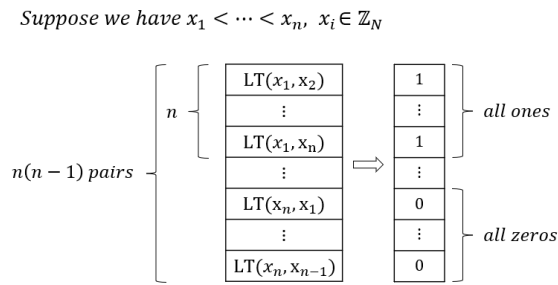 Suppose we have x₁ < ⋯ < xₙ, xᵢ ∈ ℤ_N
n(n − 1) pairs
n
LT(x₁, x₂)
⋮
LT(x₁, xₙ)
⋮
LT(xₙ, x₁)
⋮
LT(xₙ, xₙ₋₁)
1
⋮
1
⋮
0
⋮
0
all ones
all zeros